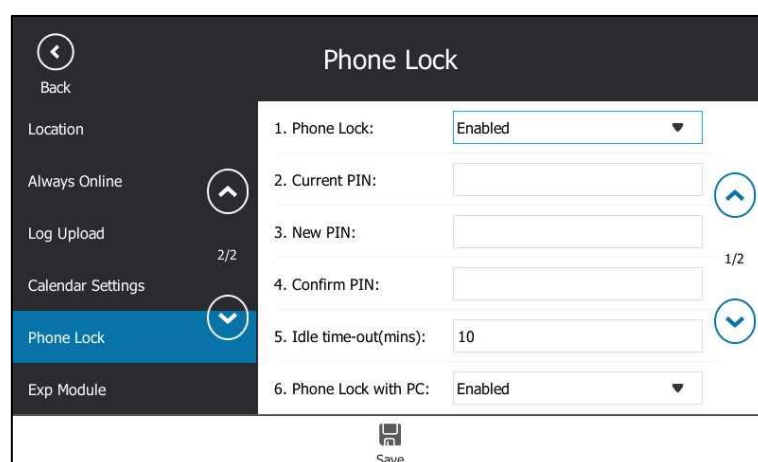 Phone Lock
Back
Location
Always Online
Log Upload
2/2
Calendar Settings
Phone Lock
Exp Module
1. Phone Lock: Enabled
2. Current PIN:
3. New PIN:
4. Confirm PIN:
5. Idle time-out(mins): 10
6. Phone Lock with PC: Enabled
1/2
Save